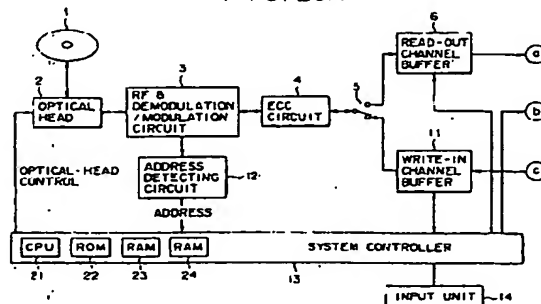 1
2
OPTICAL HEAD
3
RF & DEMODULATION /MODULATION CIRCUIT
4
ECC CIRCUIT
5
6
READ-OUT CHANNEL BUFFER
a
b
11
WRITE-IN CHANNEL BUFFER
c
OPTICAL-HEAD CONTROL
ADDRESS DETECTING CIRCUIT
12
ADDRESS
CPU
ROM
RAM
RAM
SYSTEM CONTROLLER
21
22
23
24
13
INPUT UNIT
14